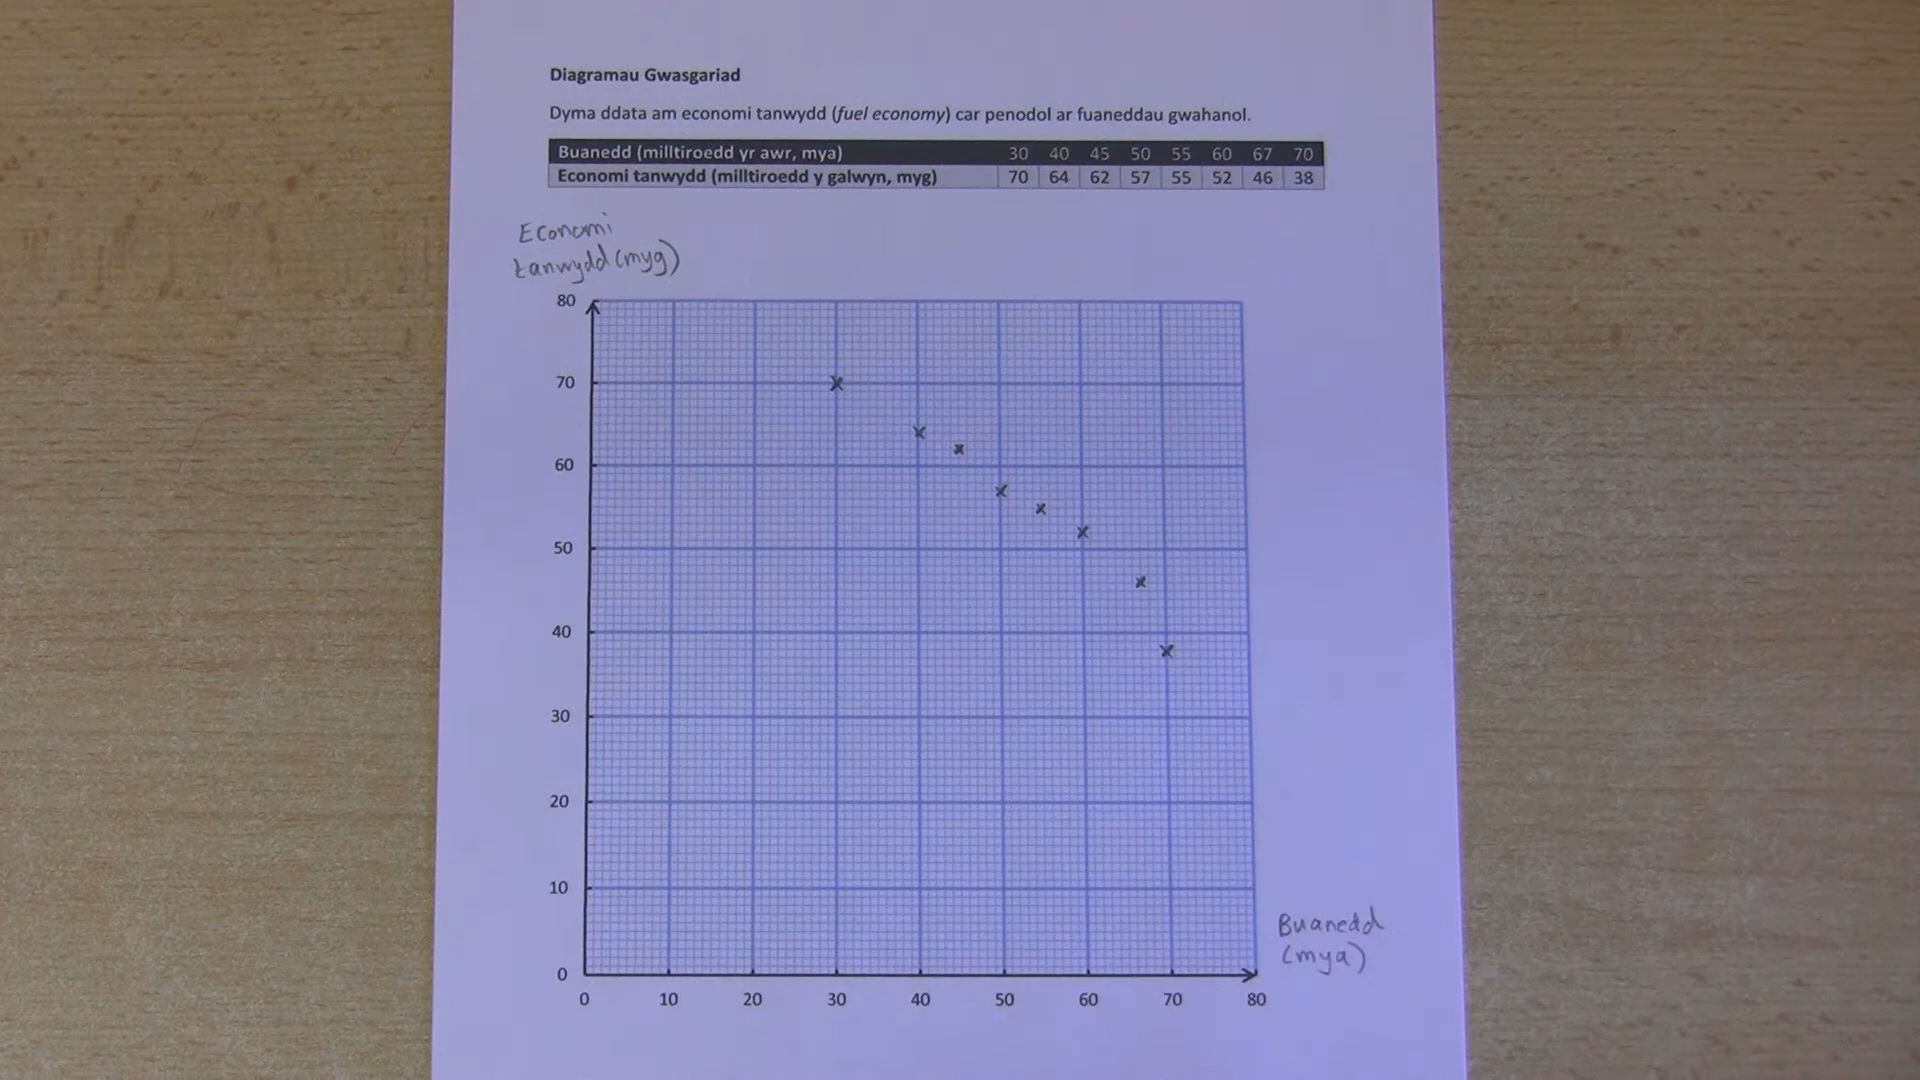 Diagramau Gwasgariad
Dyma ddata am economi tanwydd (fuel economy) car penodol ar fuaneddau gwahanol.
Buanedd (milltiroedd yr awr, mya) 30 40 45 50 55 60 67 70
Economi tanwydd (milltiroedd y galwyn, myg) 70 64 62 57 55 52 46 38
Economi
tanwydd (myg)
80
70
60
50
40
30
20
10
0
Buanedd
(mya)
0 10 20 30 40 50 60 70 80